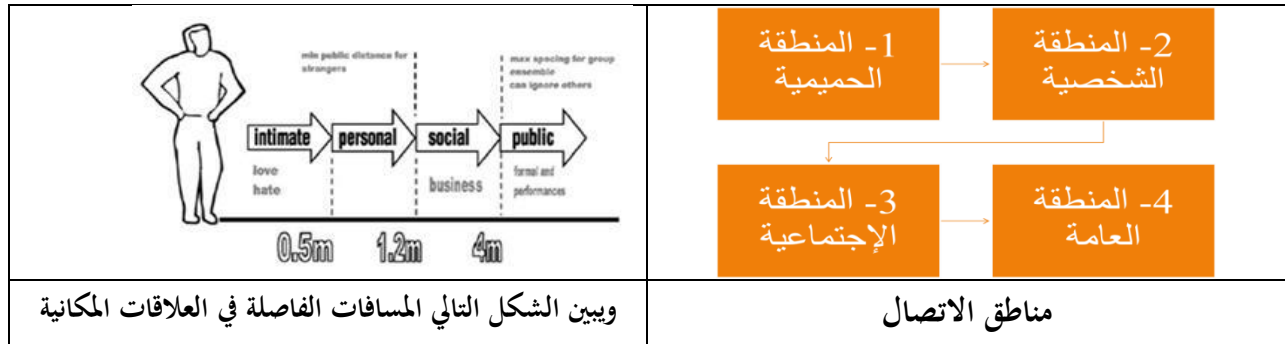 min public distance for
strangers
max spacing for group
ensemble
can ignore others
intimate
personal
social
public
love
hate
business
formal and
performances
0.5m
1.2m
4m
ويبين الشكل التالي المسافات الفاصلة في العلاقات المكانية
1- المنطقة
الحميمية
2- المنطقة
الشخصية
3- المنطقة
الإجتماعية
4- المنطقة
العامة
مناطق الاتصال